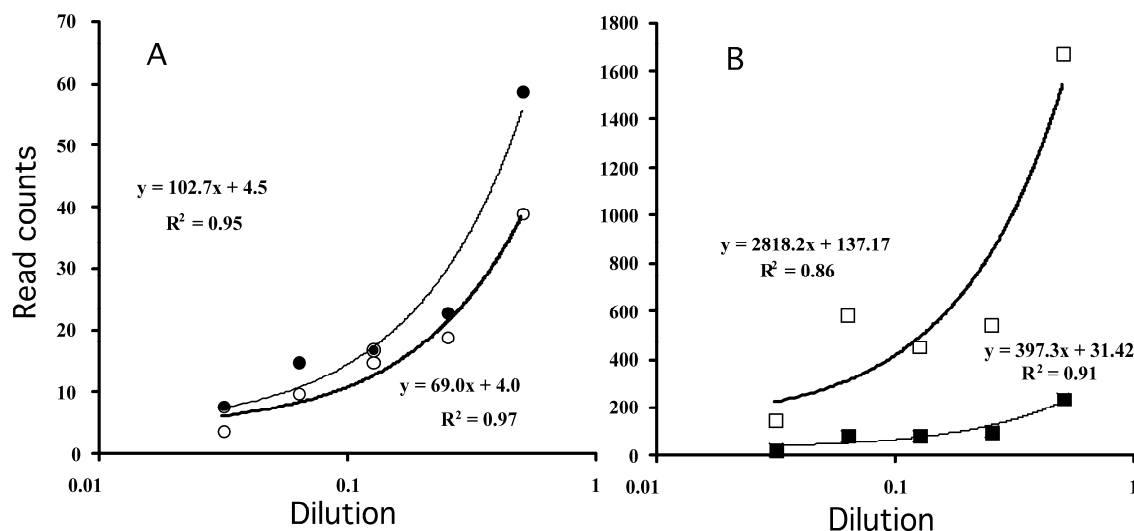 A
Read counts
70
60
50
40
30
20
10
0
y = 102.7x + 4.5
R² = 0.95
y = 69.0x + 4.0
R² = 0.97
0.01
0.1
1
Dilution
B
1800
1600
1400
1200
1000
800
600
400
200
0
y = 2818.2x + 137.17
R² = 0.86
y = 397.3x + 31.42
R² = 0.91
0.01
0.1
1
Dilution